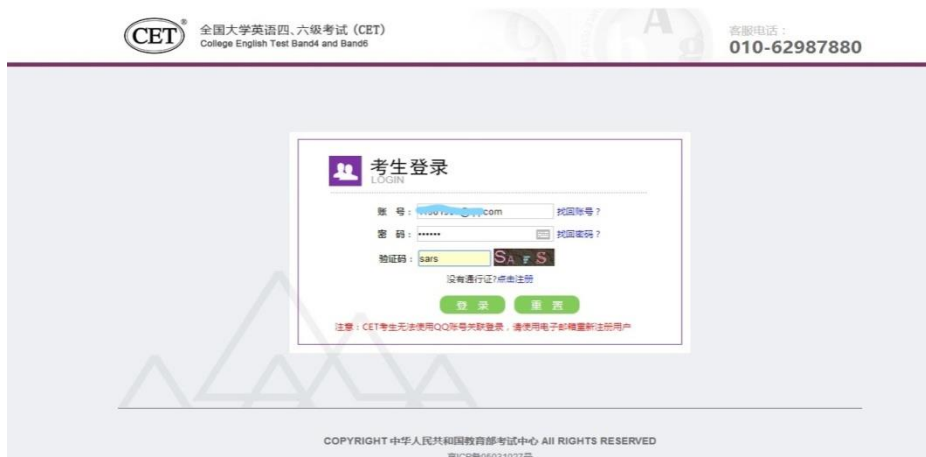 CET®
全国大学英语四、六级考试 (CET)
College English Test Band4 and Band6
客服电话：
010-62987880
考生登录
LOGIN
账 号： com 找回账号？
密 码： •••••• 找回密码？
验证码： sars
没有通行证?点击注册
登 录 重 置
注意：CET考生无法使用QQ账号关联登录，请使用电子邮箱重新注册用户
COPYRIGHT 中华人民共和国教育部考试中心 All RIGHTS RESERVED